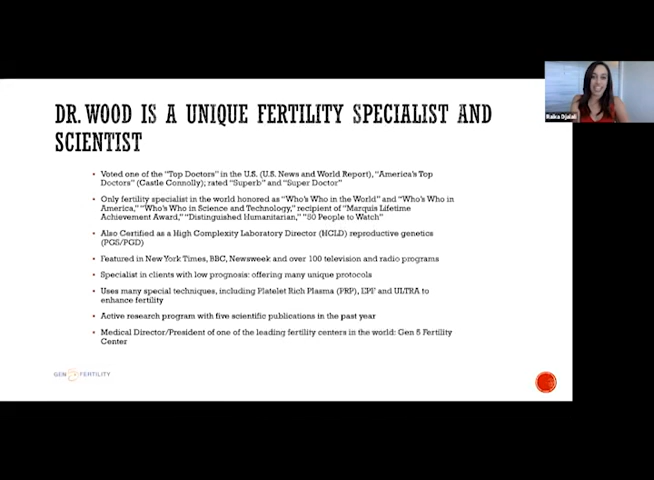 DR. WOOD IS A UNIQUE FERTILITY SPECIALIST AND
SCIENTIST
Naika Djalali
• Voted one of the "Top Doctors" in the U.S. (U.S. News and World Report), "America's Top
Doctors" (Castle Connolly); rated "Superb" and "Super Doctor"
• Only fertility specialist in the world honored as "Who's Who in the World" and "Who's Who in
America," "Who's Who in Science and Technology," recipient of "Marquis Lifetime
Achievement Award," "Distinguished Humanitarian," "50 People to Watch"
• Also Certified as a High Complexity Laboratory Director (HCLD) reproductive genetics
(PGS/PGD)
• Featured in New York Times, BBC, Newsweek and over 100 television and radio programs
• Specialist in clients with low prognosis: offering many unique protocols
• Uses many special techniques, including Platelet Rich Plasma (PRP), EPF and ULTRA to
enhance fertility
• Active research program with five scientific publications in the past year
• Medical Director/President of one of the leading fertility centers in the world: Gen 5 Fertility
Center
GEN 5 FERTILITY